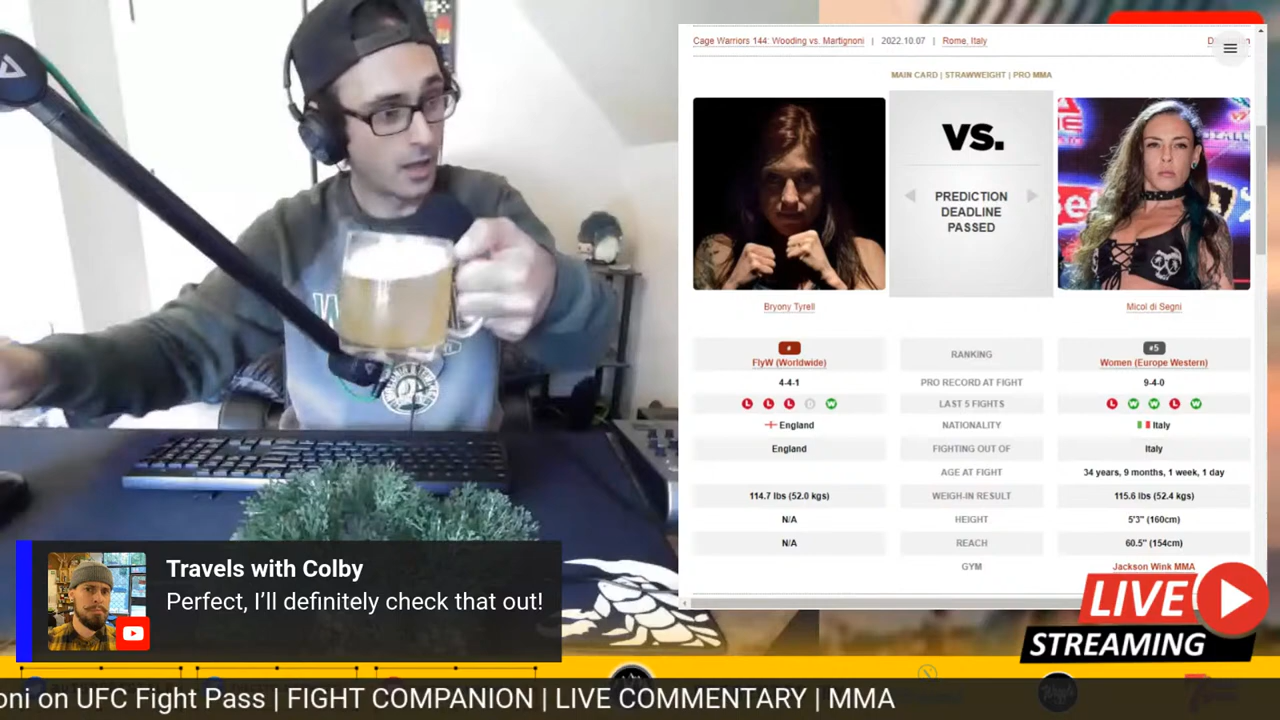 Cage Warriors 144: Wooding vs. Martignoni | 2022.10.07 | Rome, Italy
MAIN CARD | STRAWWEIGHT | PRO MMA
VS.
PREDICTION
DEADLINE
PASSED
Bryony Tyrell
Micol di Segni
#
#5
FlyW (Worldwide)
RANKING
Women (Europe Western)
4-4-1
PRO RECORD AT FIGHT
9-4-0
L L L D W
LAST 5 FIGHTS
L W W L W
England
NATIONALITY
Italy
England
FIGHTING OUT OF
Italy
AGE AT FIGHT
34 years, 9 months, 1 week, 1 day
114.7 lbs (52.0 kgs)
WEIGH-IN RESULT
115.6 lbs (52.4 kgs)
N/A
HEIGHT
5'3" (160cm)
N/A
REACH
60.5" (154cm)
GYM
Jackson Wink MMA
Travels with Colby
Perfect, I’ll definitely check that out!
LIVE
STREAMING
oni on UFC Fight Pass | FIGHT COMPANION | LIVE COMMENTARY | MMA